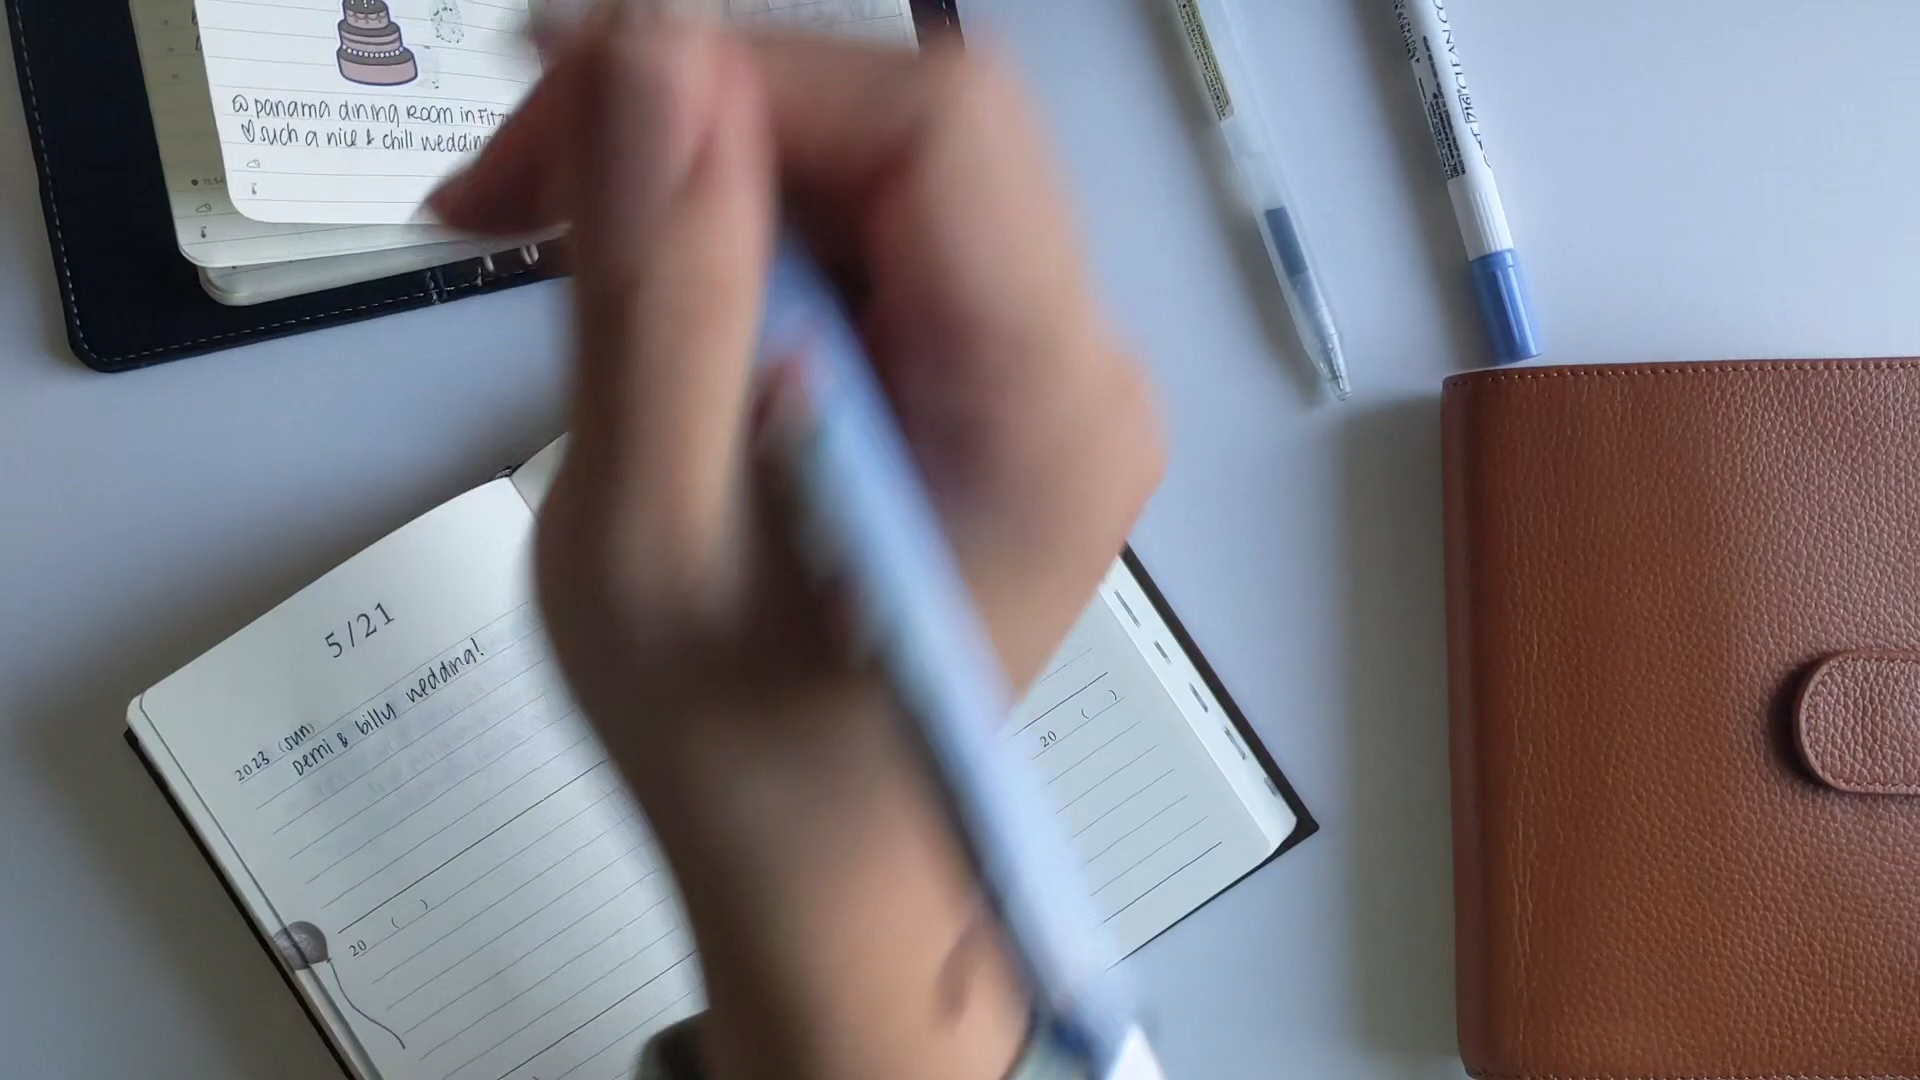 @ panama dining room in Fitz
♡ such a nice & chill wedding
5/21
2023 (sun)
Demi & billy wedding!
20 ( )
20 ( )